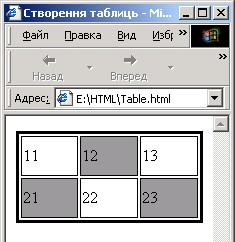 Створення таблиць - Mi...
Файл Правка Вид Избр »
Назад Вперед »
Адрес: E:\HTML\Table.html
11 12 13
21 22 23